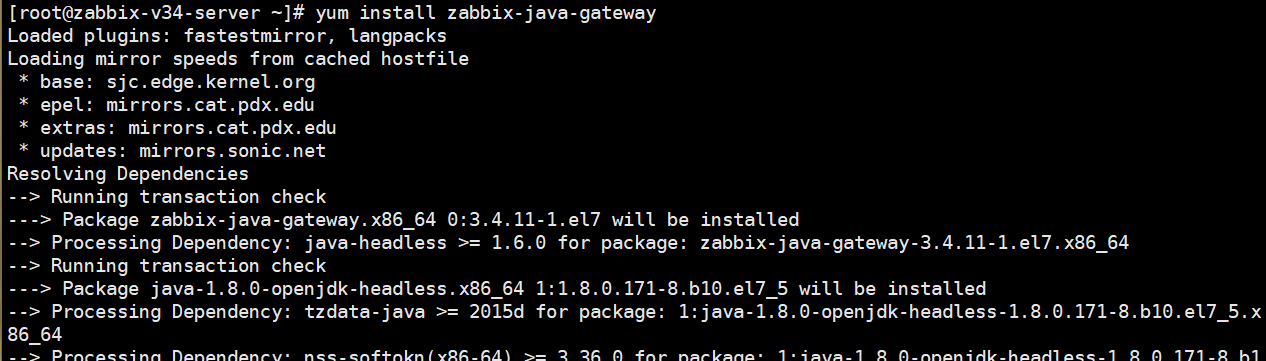 [root@zabbix-v34-server ~]# yum install zabbix-java-gateway
Loaded plugins: fastestmirror, langpacks
Loading mirror speeds from cached hostfile
 * base: sjc.edge.kernel.org
 * epel: mirrors.cat.pdx.edu
 * extras: mirrors.cat.pdx.edu
 * updates: mirrors.sonic.net
Resolving Dependencies
--> Running transaction check
---> Package zabbix-java-gateway.x86_64 0:3.4.11-1.el7 will be installed
--> Processing Dependency: java-headless >= 1.6.0 for package: zabbix-java-gateway-3.4.11-1.el7.x86_64
--> Running transaction check
---> Package java-1.8.0-openjdk-headless.x86_64 1:1.8.0.171-8.b10.el7_5 will be installed
--> Processing Dependency: tzdata-java >= 2015d for package: 1:java-1.8.0-openjdk-headless-1.8.0.171-8.b10.el7_5.x
86_64
--> Processing Dependency: nss-softokn(x86-64) >= 3.36.0 for package: 1:java-1.8.0-openjdk-headless-1.8.0.171-8.b1